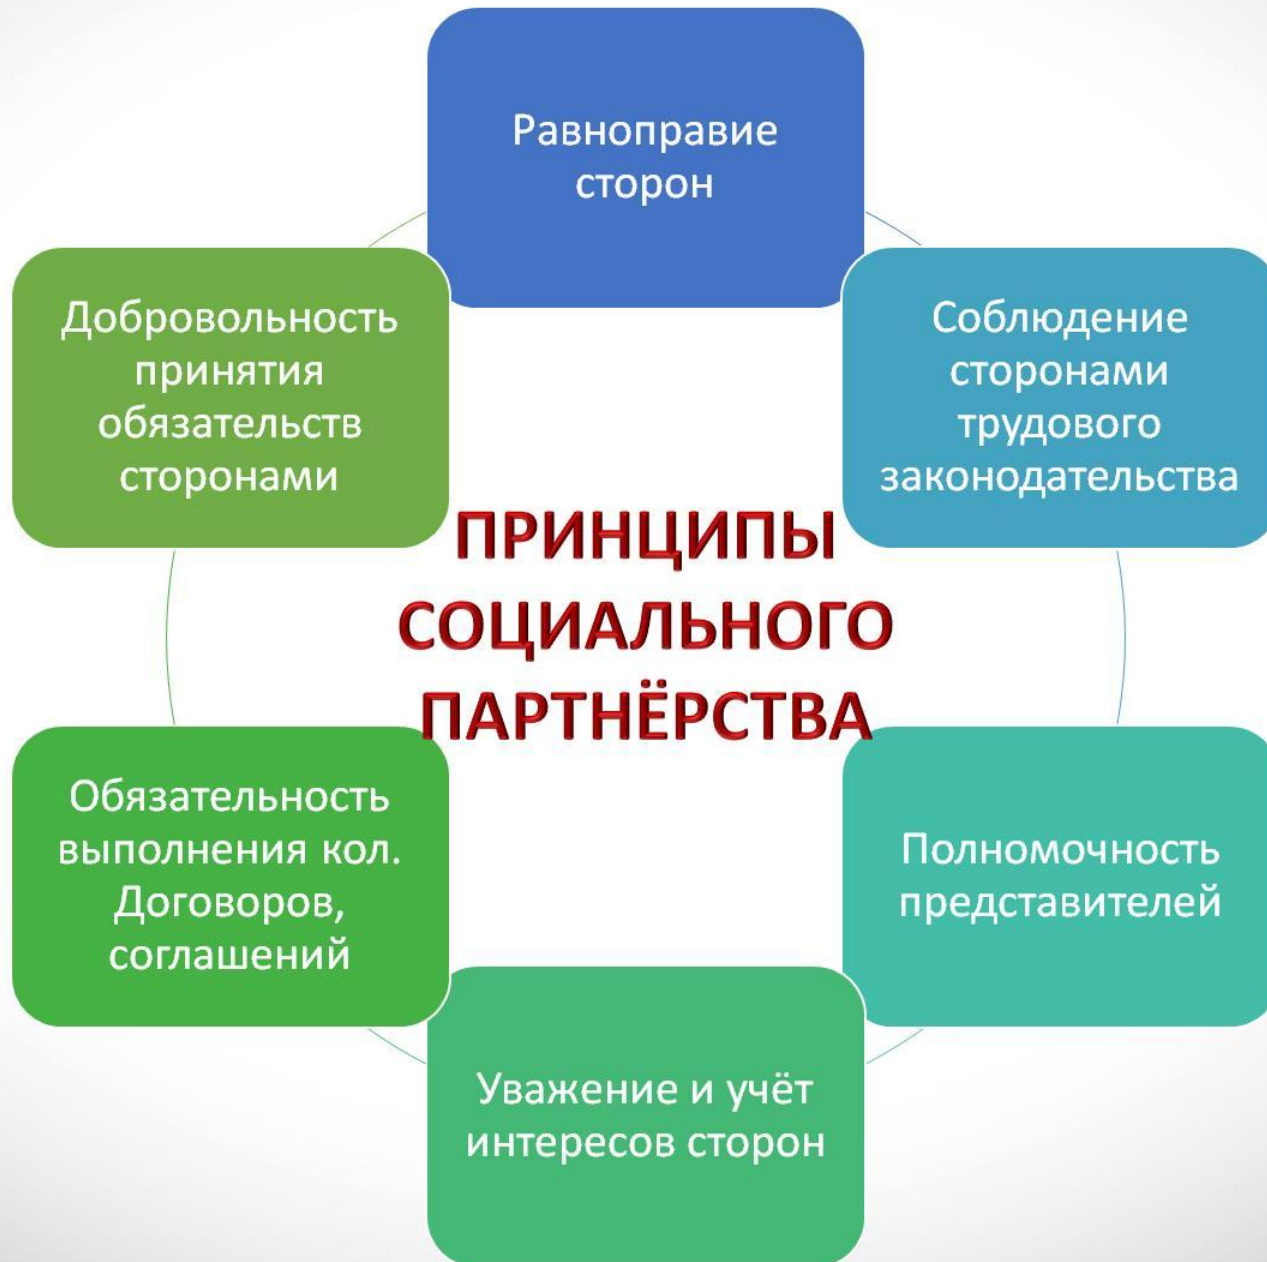 Равноправие
сторон
Соблюдение
сторонами
трудового
законодательства
Полномочность
представителей
Уважение и учёт
интересов сторон
Обязательность
выполнения кол.
Договоров,
соглашений
Добровольность
принятия
обязательств
сторонами
ПРИНЦИПЫ
СОЦИАЛЬНОГО
ПАРТНЁРСТВА